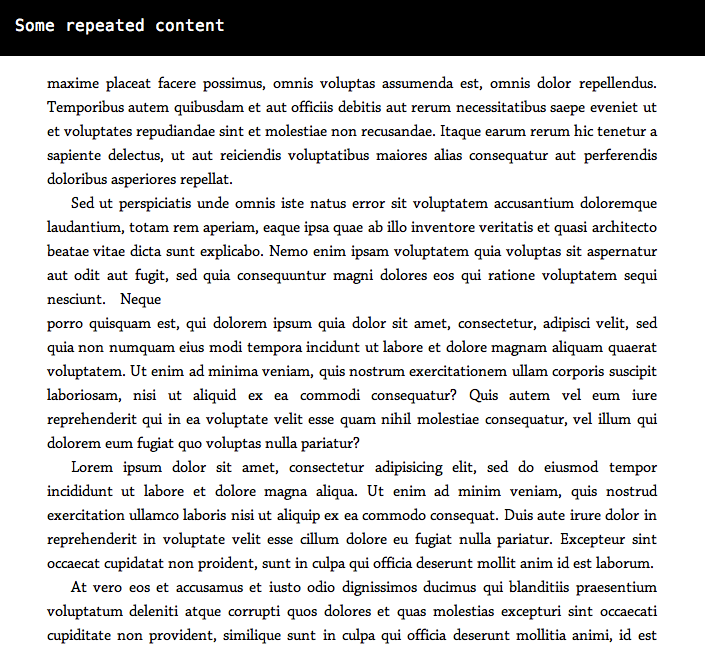 Some repeated content
maxime placeat facere possimus, omnis voluptas assumenda est, omnis dolor repellendus.
Temporibus autem quibusdam et aut officiis debitis aut rerum necessitatibus saepe eveniet ut
et voluptates repudiandae sint et molestiae non recusandae. Itaque earum rerum hic tenetur a
sapiente delectus, ut aut reiciendis voluptatibus maiores alias consequatur aut perferendis
doloribus asperiores repellat.
Sed ut perspiciatis unde omnis iste natus error sit voluptatem accusantium doloremque
laudantium, totam rem aperiam, eaque ipsa quae ab illo inventore veritatis et quasi architecto
beatae vitae dicta sunt explicabo. Nemo enim ipsam voluptatem quia voluptas sit aspernatur
aut odit aut fugit, sed quia consequuntur magni dolores eos qui ratione voluptatem sequi
nesciunt. Neque
porro quisquam est, qui dolorem ipsum quia dolor sit amet, consectetur, adipisci velit, sed
quia non numquam eius modi tempora incidunt ut labore et dolore magnam aliquam quaerat
voluptatem. Ut enim ad minima veniam, quis nostrum exercitationem ullam corporis suscipit
laboriosam, nisi ut aliquid ex ea commodi consequatur? Quis autem vel eum iure
reprehenderit qui in ea voluptate velit esse quam nihil molestiae consequatur, vel illum qui
dolorem eum fugiat quo voluptas nulla pariatur?
Lorem ipsum dolor sit amet, consectetur adipisicing elit, sed do eiusmod tempor
incididunt ut labore et dolore magna aliqua. Ut enim ad minim veniam, quis nostrud
exercitation ullamco laboris nisi ut aliquip ex ea commodo consequat. Duis aute irure dolor in
reprehenderit in voluptate velit esse cillum dolore eu fugiat nulla pariatur. Excepteur sint
occaecat cupidatat non proident, sunt in culpa qui officia deserunt mollit anim id est laborum.
At vero eos et accusamus et iusto odio dignissimos ducimus qui blanditiis praesentium
voluptatum deleniti atque corrupti quos dolores et quas molestias excepturi sint occaecati
cupiditate non provident, similique sunt in culpa qui officia deserunt mollitia animi, id est